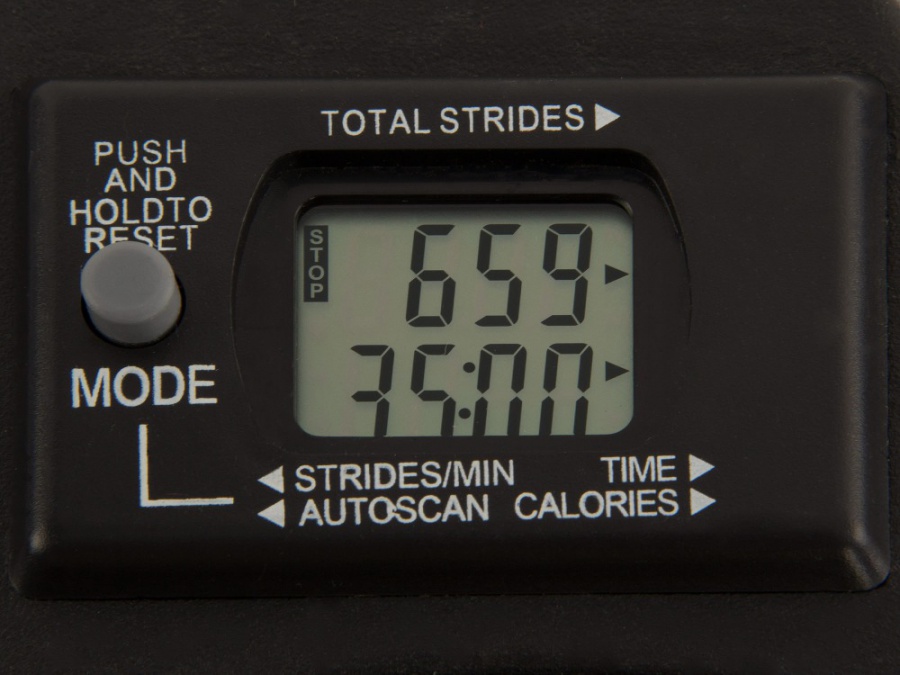 TOTAL STRIDES ▶
PUSH
AND
HOLDTO
RESET
STOP
659
35:00
MODE
STRIDES/MIN
TIME
AUTOSCAN
CALORIES